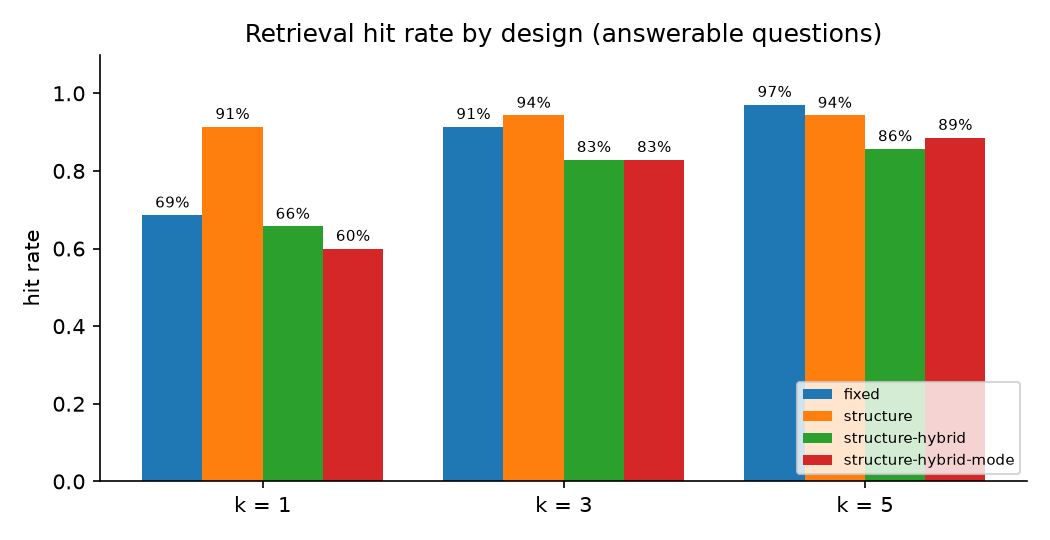 Retrieval hit rate by design (answerable questions)
hit rate
1.0
0.8
0.6
0.4
0.2
0.0
69%
91%
66%
60%
91%
94%
83%
83%
97%
94%
86%
89%
k = 1
k = 3
k = 5
fixed
structure
structure-hybrid
structure-hybrid-mode